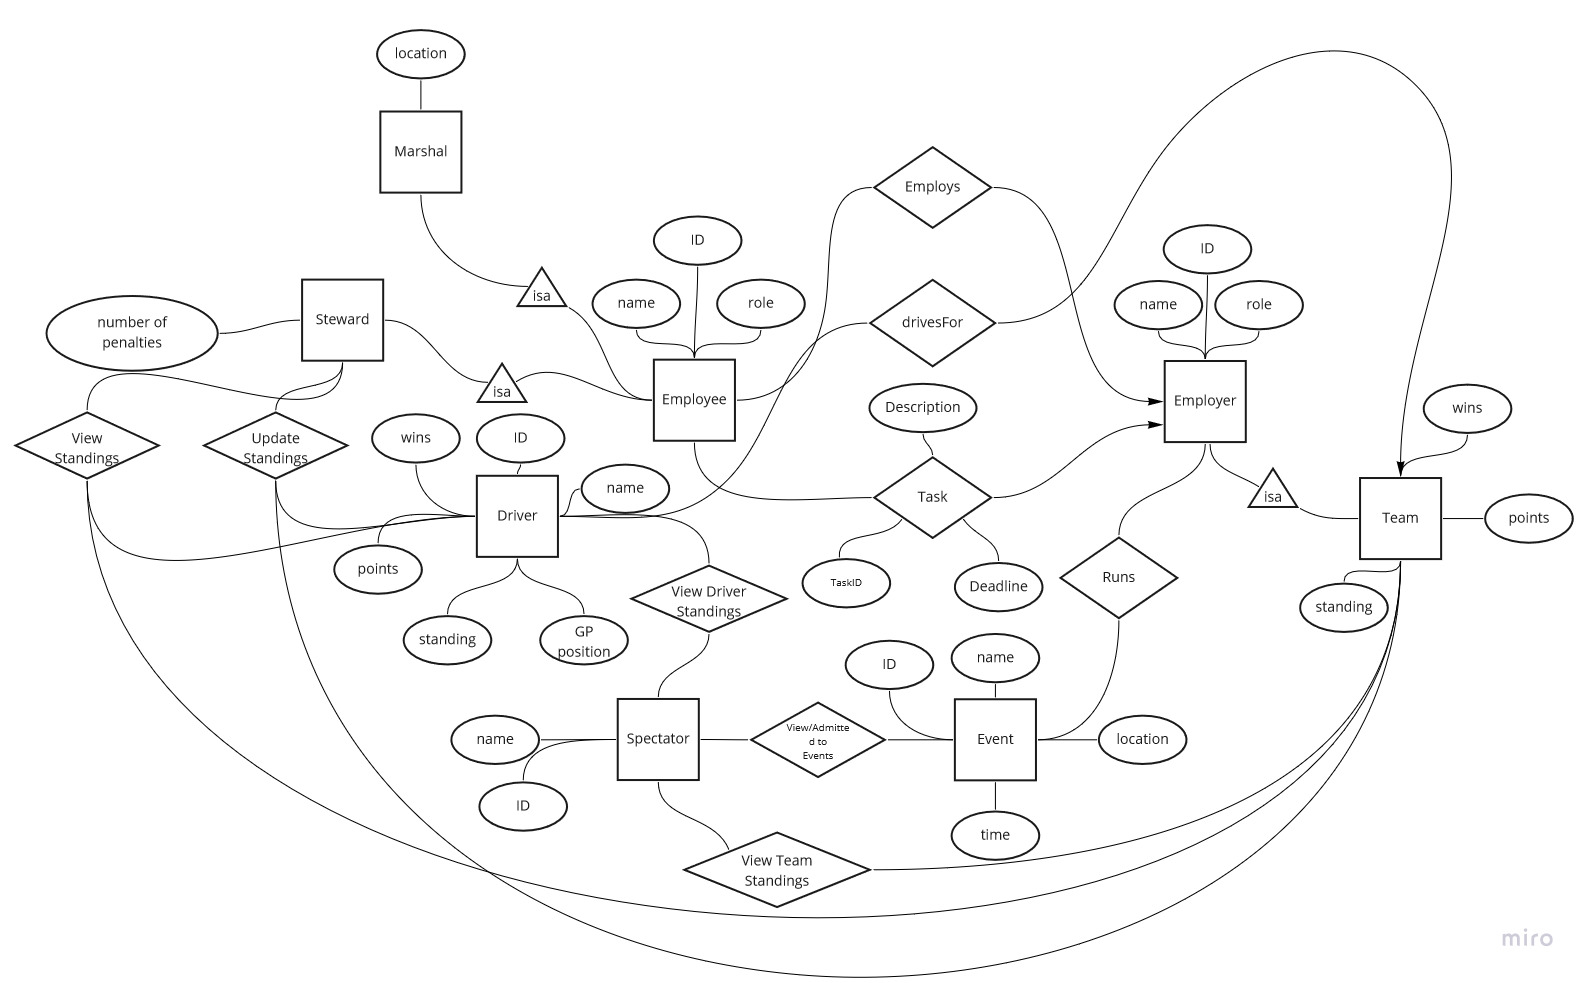 location
Marshal
Employs
ID
ID
isa
name
role
name
role
number of
penalties
Steward
drivesFor
isa
Employee
Employer
Description
wins
View
Standings
Update
Standings
wins
ID
name
Task
isa
Driver
Team
points
points
TaskID
Deadline
Runs
View Driver
Standings
standing
standing
GP
position
ID
name
name
Spectator
View/Admitte
d to
Events
Event
location
ID
time
View Team
Standings
miro